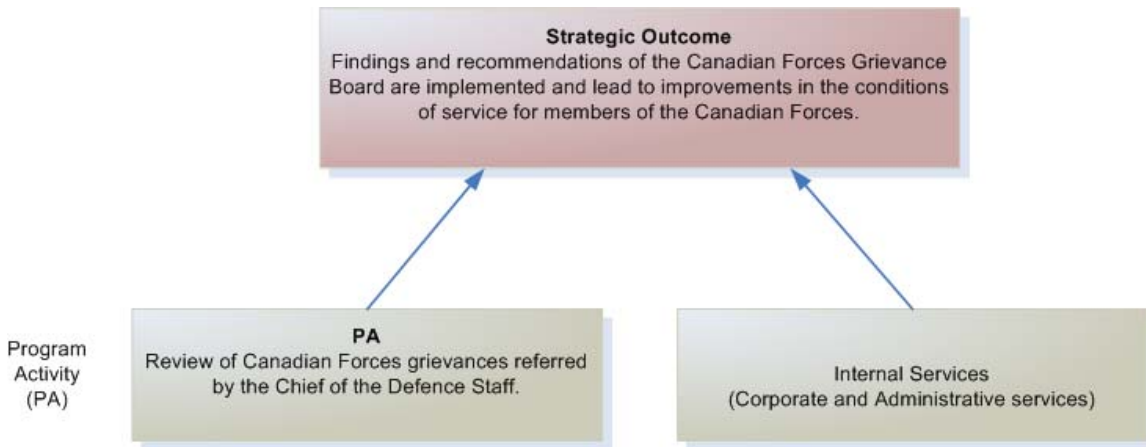 Strategic Outcome
Findings and recommendations of the Canadian Forces Grievance
Board are implemented and lead to improvements in the conditions
of service for members of the Canadian Forces.
Program
Activity
(PA)
PA
Review of Canadian Forces grievances referred
by the Chief of the Defence Staff.
Internal Services
(Corporate and Administrative services)